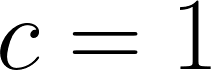 c = 1